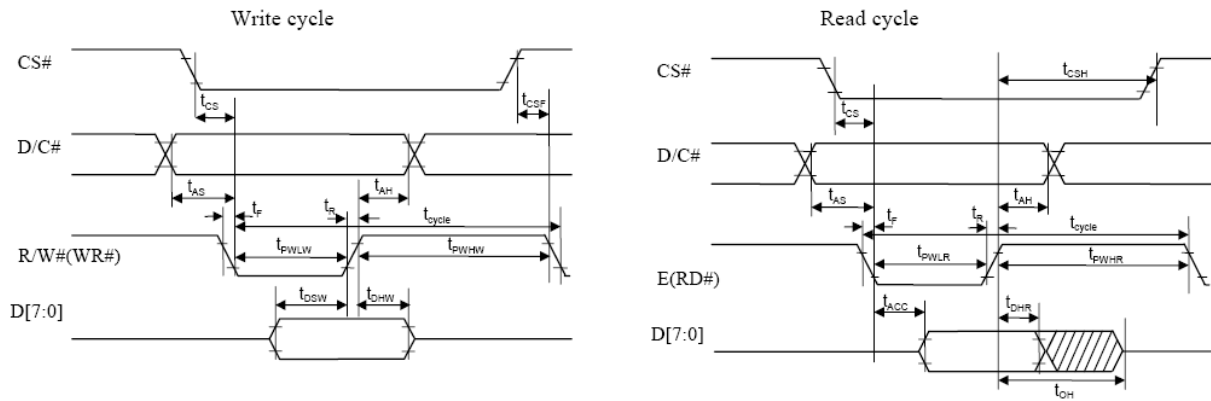 Write cycle
CS#
tCS
tCSF
D/C#
tAS
tAH
tF
tR
tcycle
R/W#(WR#)
tPWLW
tPWHW
tDSW
tDHW
D[7:0]
Read cycle
CS#
tCSH
tCS
D/C#
tAS
tAH
tF
tR
tcycle
E(RD#)
tPWLR
tPWHR
tACC
tDHR
D[7:0]
tOH